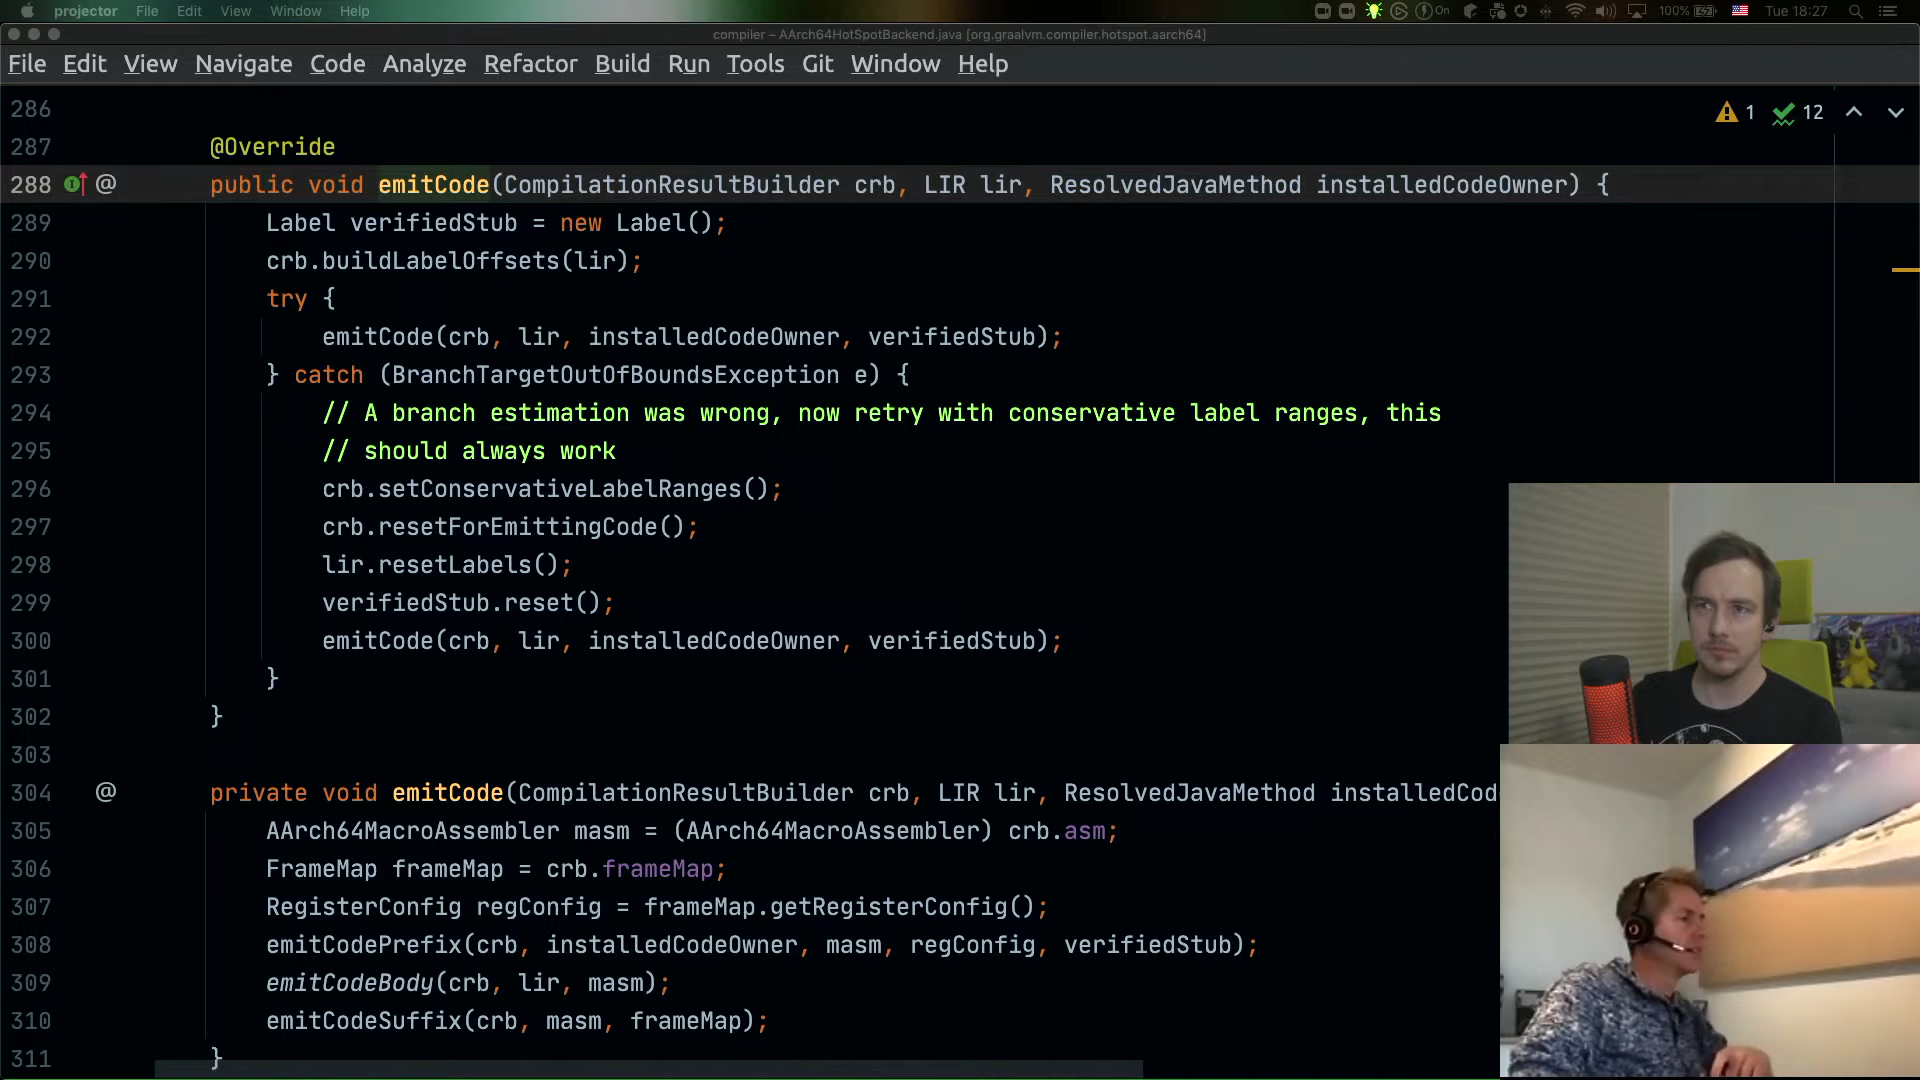 projector File Edit View Window Help On 100% Tue 18:27
compiler – AArch64HotSpotBackend.java [org.graalvm.compiler.hotspot.aarch64]
File Edit View Navigate Code Analyze Refactor Build Run Tools Git Window Help
1 12
286
287 @Override
288 @ public void emitCode(CompilationResultBuilder crb, LIR lir, ResolvedJavaMethod installedCodeOwner) {
289 Label verifiedStub = new Label();
290 crb.buildLabelOffsets(lir);
291 try {
292 emitCode(crb, lir, installedCodeOwner, verifiedStub);
293 } catch (BranchTargetOutOfBoundsException e) {
294 // A branch estimation was wrong, now retry with conservative label ranges, this
295 // should always work
296 crb.setConservativeLabelRanges();
297 crb.resetForEmittingCode();
298 lir.resetLabels();
299 verifiedStub.reset();
300 emitCode(crb, lir, installedCodeOwner, verifiedStub);
301 }
302 }
303
304 @ private void emitCode(CompilationResultBuilder crb, LIR lir, ResolvedJavaMethod installedCod
305 AArch64MacroAssembler masm = (AArch64MacroAssembler) crb.asm;
306 FrameMap frameMap = crb.frameMap;
307 RegisterConfig regConfig = frameMap.getRegisterConfig();
308 emitCodePrefix(crb, installedCodeOwner, masm, regConfig, verifiedStub);
309 emitCodeBody(crb, lir, masm);
310 emitCodeSuffix(crb, masm, frameMap);
311 }